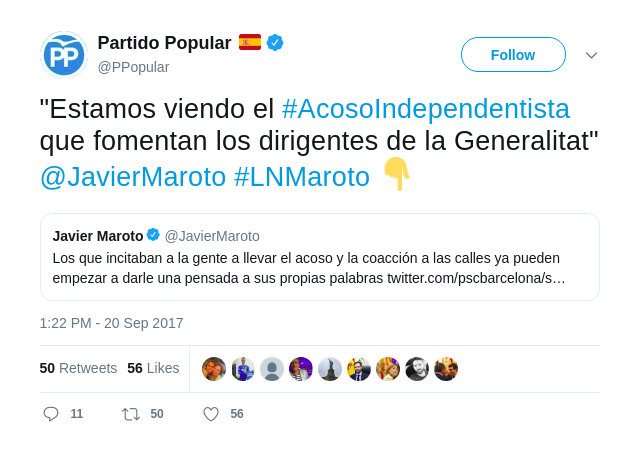 PP
Partido Popular
@PPopular
Follow
"Estamos viendo el #AcosoIndependentista
que fomentan los dirigentes de la Generalitat"
@JavierMaroto #LNMaroto
Javier Maroto @JavierMaroto
Los que incitaban a la gente a llevar el acoso y la coacción a las calles ya pueden
empezar a darle una pensada a sus propias palabras twitter.com/pscbarcelona/s…
1:22 PM - 20 Sep 2017
50 Retweets 56 Likes
11 50 56